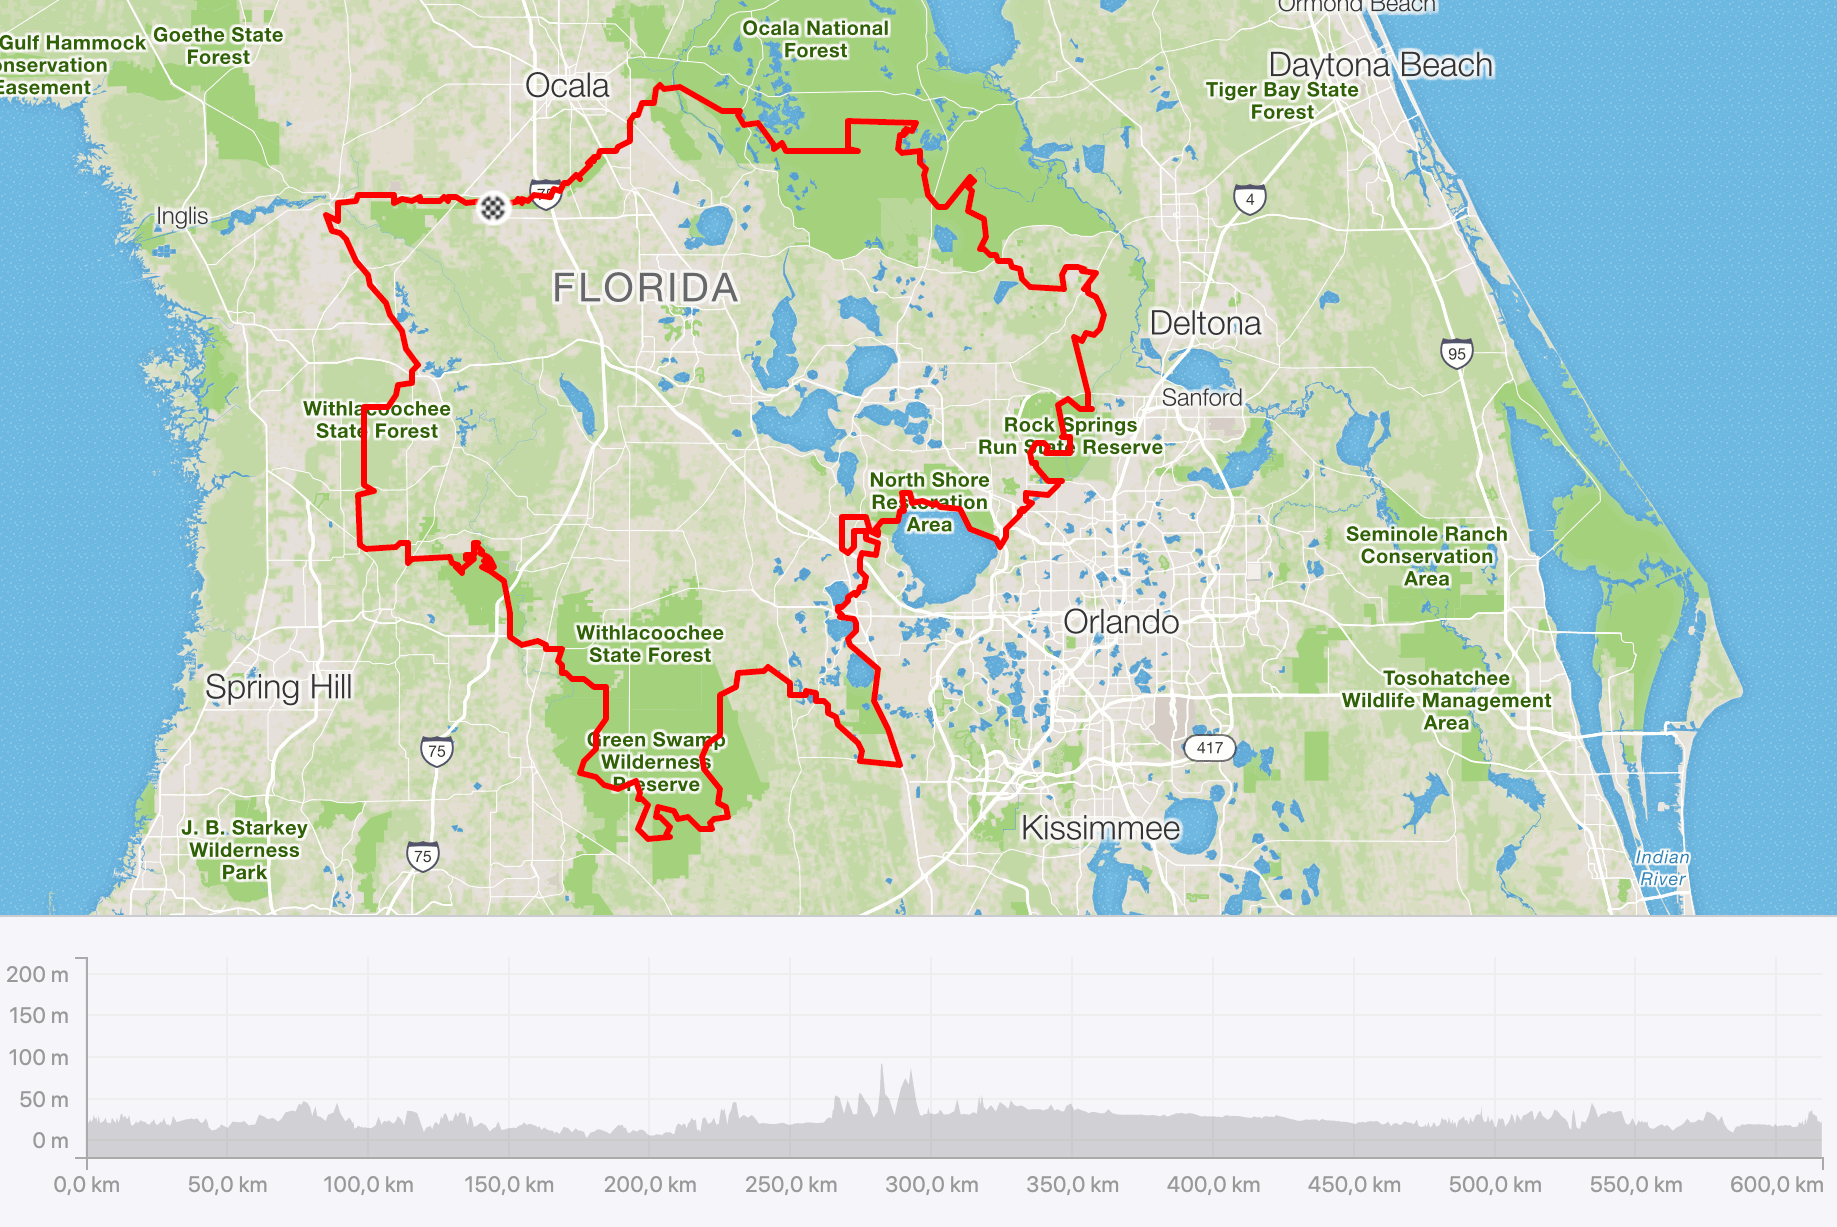 Ormond Beach
Gulf Hammock
onservation
Easement
Goethe State
Forest
Ocala National
Forest
Ocala
Daytona Beach
Tiger Bay State
Forest
75
4
Inglis
FLORIDA
Deltona
95
Sanford
Withlacoochee
State Forest
Rock Springs
Run State Reserve
North Shore
Restoration
Area
Seminole Ranch
Conservation
Area
Orlando
Withlacoochee
State Forest
Spring Hill
Tosohatchee
Wildlife Management
Area
Green Swamp
Wilderness
Preserve
75
417
J. B. Starkey
Wilderness
Park
75
Kissimmee
Indian
River
200 m
150 m
100 m
50 m
0 m
0,0 km 50,0 km 100,0 km 150,0 km 200,0 km 250,0 km 300,0 km 350,0 km 400,0 km 450,0 km 500,0 km 550,0 km 600,0 km